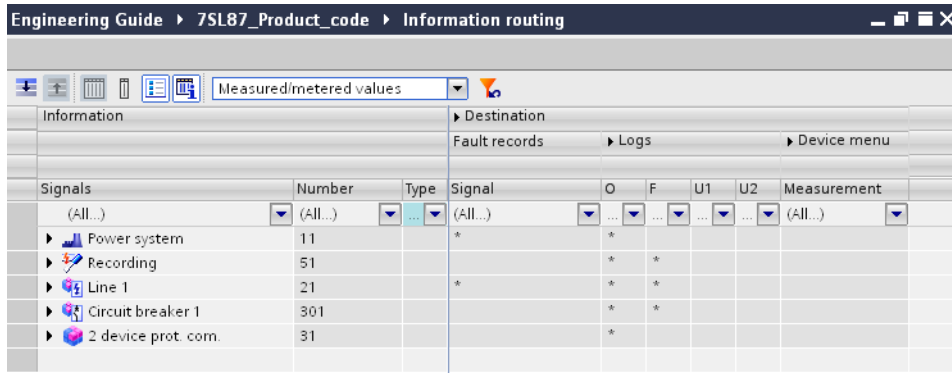 Engineering Guide ▸ 7SL87_Product_code ▸ Information routing
Measured/metered values
Information ▸ Destination
Fault records ▸ Logs ▸ Device menu
Signals Number Type Signal O F U1 U2 Measurement
(All...) (All...) ... (All...) ... ... ... ... (All...)
▸ Power system 11 * *
▸ Recording 51 * *
▸ Line 1 21 * * *
▸ Circuit breaker 1 301 * *
▸ 2 device prot. com. 31 *